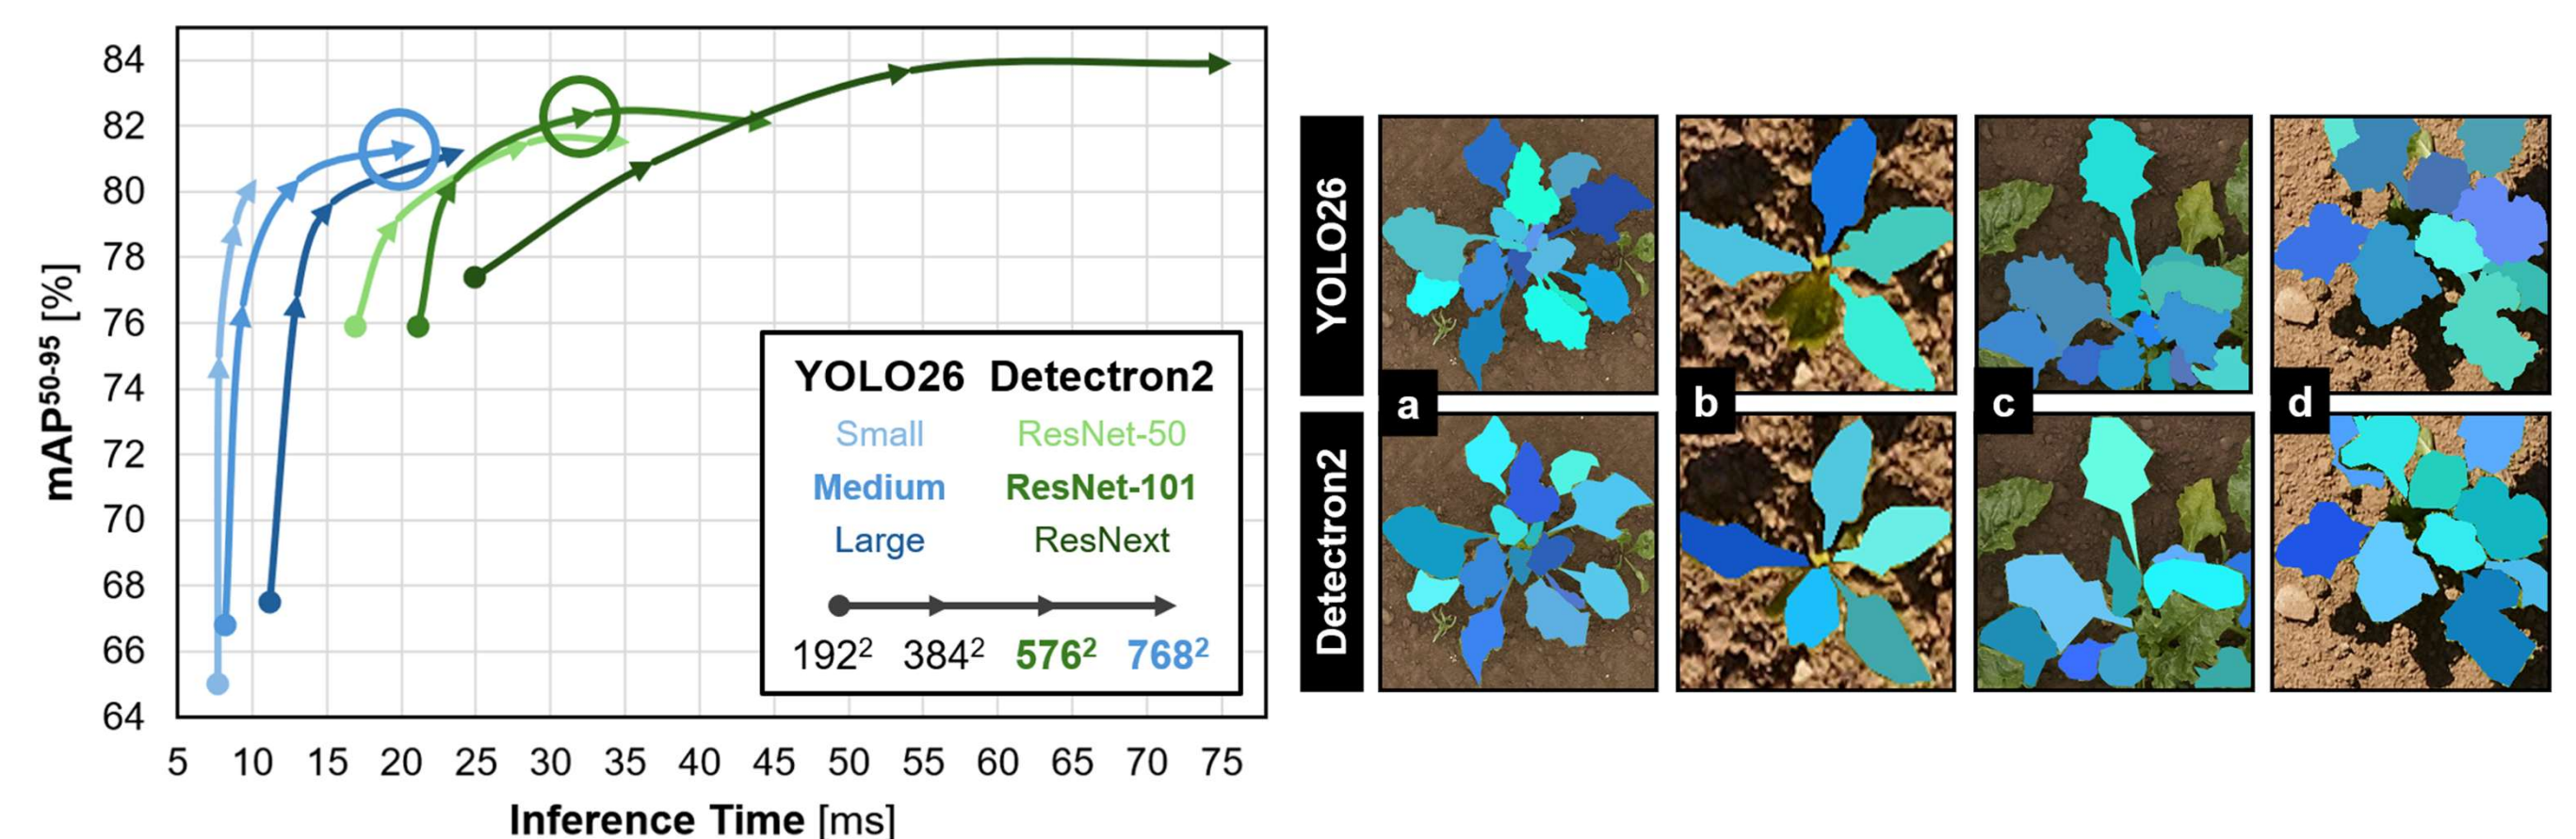 84
82
80
78
76
74
72
70
68
66
64
mAP⁵⁰⁻⁹⁵ [%]
5 10 15 20 25 30 35 40 45 50 55 60 65 70 75
Inference Time [ms]
YOLO26 Detectron2
Small ResNet-50
Medium ResNet-101
Large ResNext
192² 384² 576² 768²
YOLO26
Detectron2
a b c d